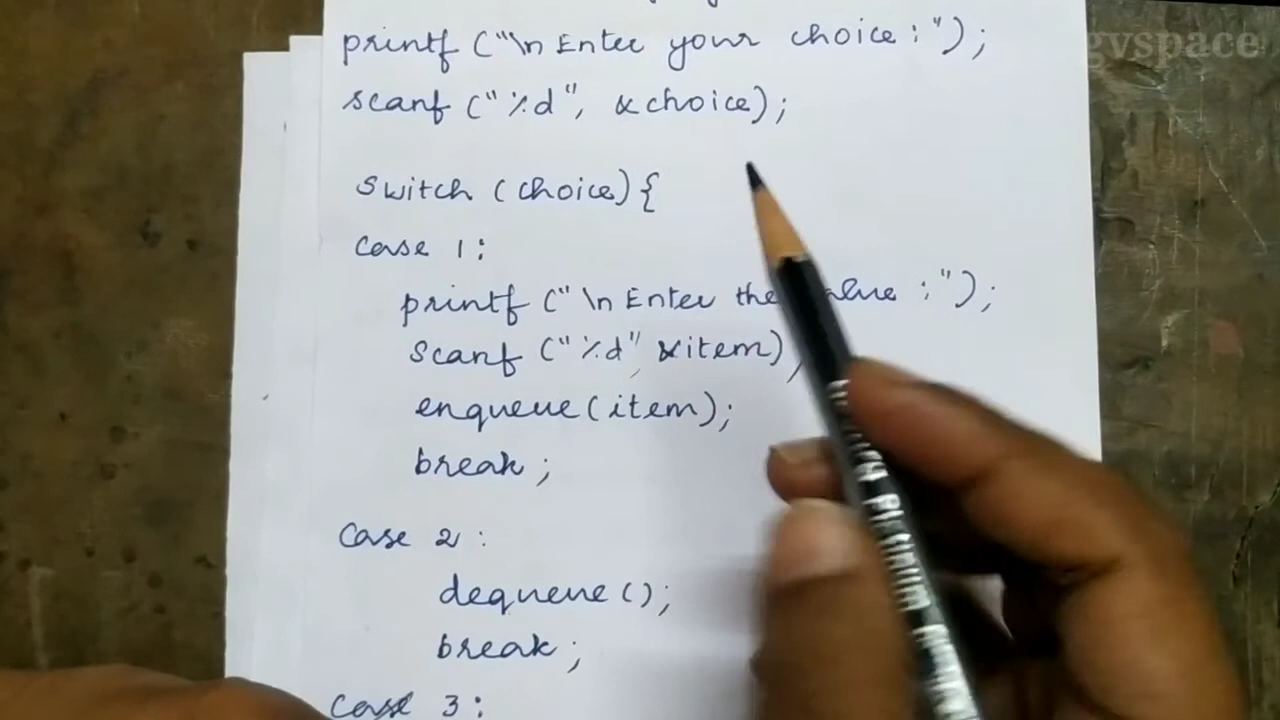 printf ("\n Enter your choice : ");
gvspace
scanf ("%d", &choice);
switch (choice) {
case 1 :
printf ("\n Enter the value : ");
scanf ("%d", &item);
enqueue (item);
break ;
case 2 :
dequeue ();
break ;
case 3 :